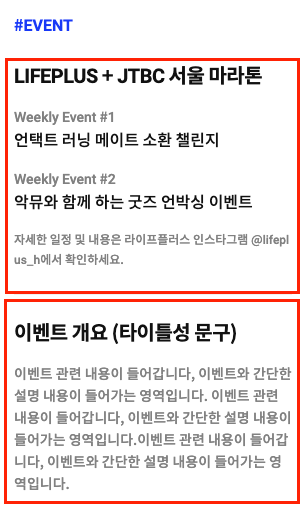 #EVENT
LIFEPLUS + JTBC 서울 마라톤
Weekly Event #1
언택트 러닝 메이트 소환 챌린지
Weekly Event #2
악뮤와 함께 하는 굿즈 언박싱 이벤트
자세한 일정 및 내용은 라이프플러스 인스타그램 @lifepl
us_h에서 확인하세요.
이벤트 개요 (타이틀성 문구)
이벤트 관련 내용이 들어갑니다, 이벤트와 간단한
설명 내용이 들어가는 영역입니다. 이벤트 관련
내용이 들어갑니다, 이벤트와 간단한 설명 내용이
들어가는 영역입니다.이벤트 관련 내용이 들어갑
니다, 이벤트와 간단한 설명 내용이 들어가는 영
역입니다.